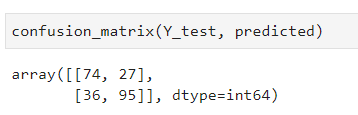 confusion_matrix(Y_test, predicted)
array([[74, 27],
       [36, 95]], dtype=int64)